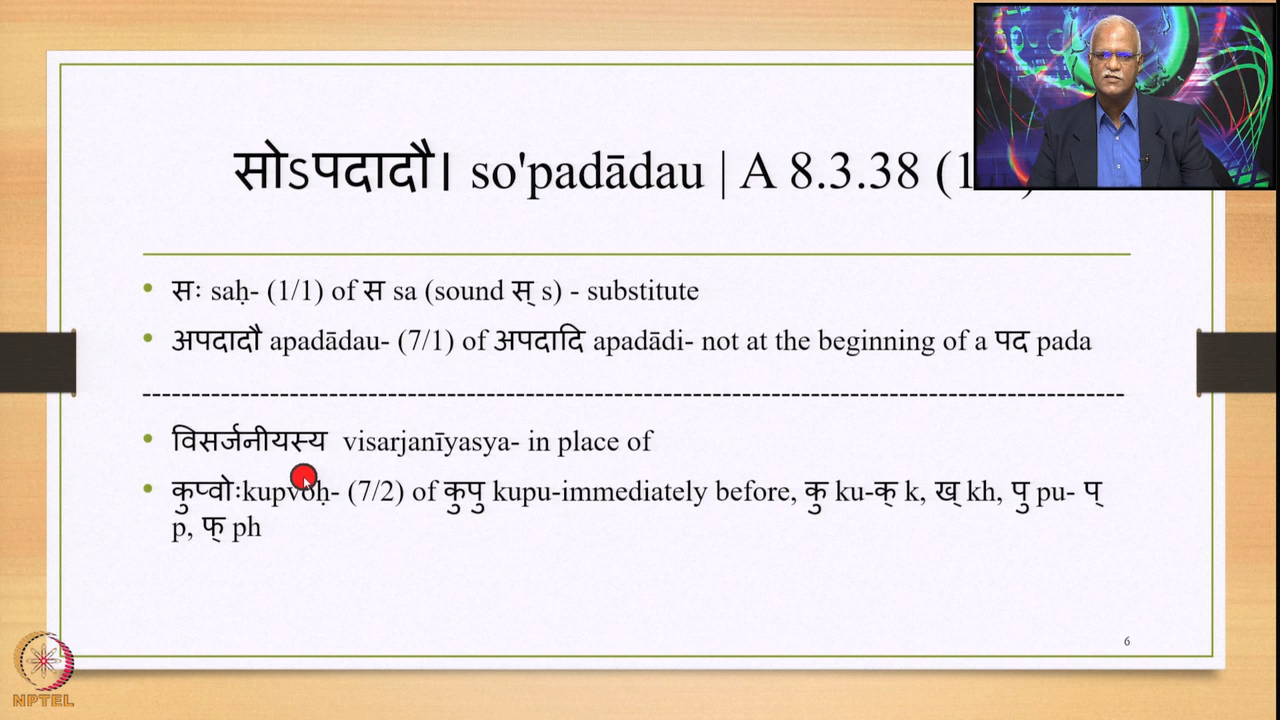 सोऽपदादौ। so'padādau | A 8.3.38 (1
• सः saḥ- (1/1) of स sa (sound स् s) - substitute
• अपदादौ apadādau- (7/1) of अपदादि apadādi- not at the beginning of a पद pada
-----------------------------------------------------------------------------------------------
• विसर्जनीयस्य visarjanīyasya- in place of
• कुप्वोःkupvoḥ- (7/2) of कुपु kupu-immediately before, कु ku-क् k, ख् kh, पु pu- प्
p, फ् ph
6
NPTEL